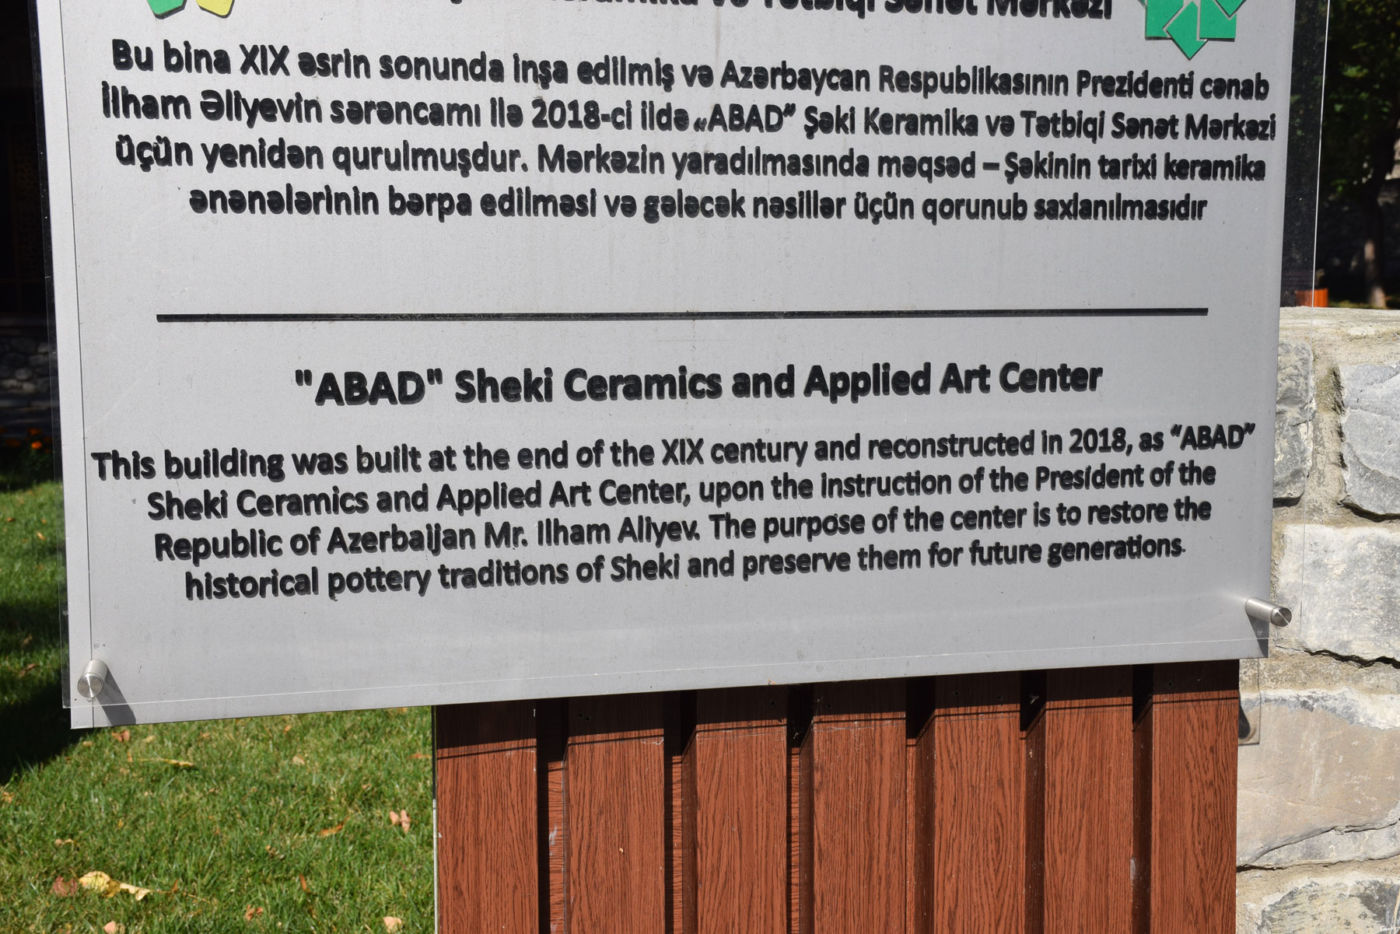 Keramika və Tətbiqi Sənət Mərkəzi
Bu bina XIX əsrin sonunda inşa edilmiş və Azərbaycan Respublikasının Prezidenti cənab
İlham Əliyevin sərəncamı ilə 2018-ci ildə „ABAD” Şəki Keramika və Tətbiqi Sənət Mərkəzi
üçün yenidən qurulmuşdur. Mərkəzin yaradılmasında məqsəd – Şəkinin tarixi keramika
ənənələrinin bərpa edilməsi və gələcək nəsillər üçün qorunub saxlanılmasıdır
"ABAD" Sheki Ceramics and Applied Art Center
This building was built at the end of the XIX century and reconstructed in 2018, as “ABAD”
Sheki Ceramics and Applied Art Center, upon the instruction of the President of the
Republic of Azerbaijan Mr. Ilham Aliyev. The purpose of the center is to restore the
historical pottery traditions of Sheki and preserve them for future generations.